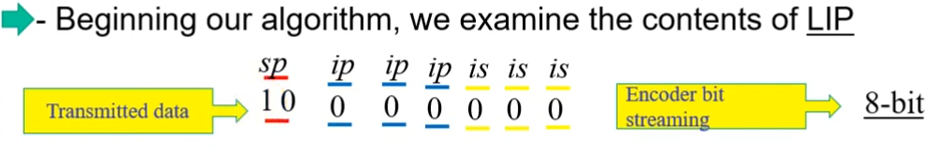 - Beginning our algorithm, we examine the contents of LIP
sp ip ip ip is is is
Transmitted data 1 0 0 0 0 0 0 0 Encoder bit streaming 8-bit